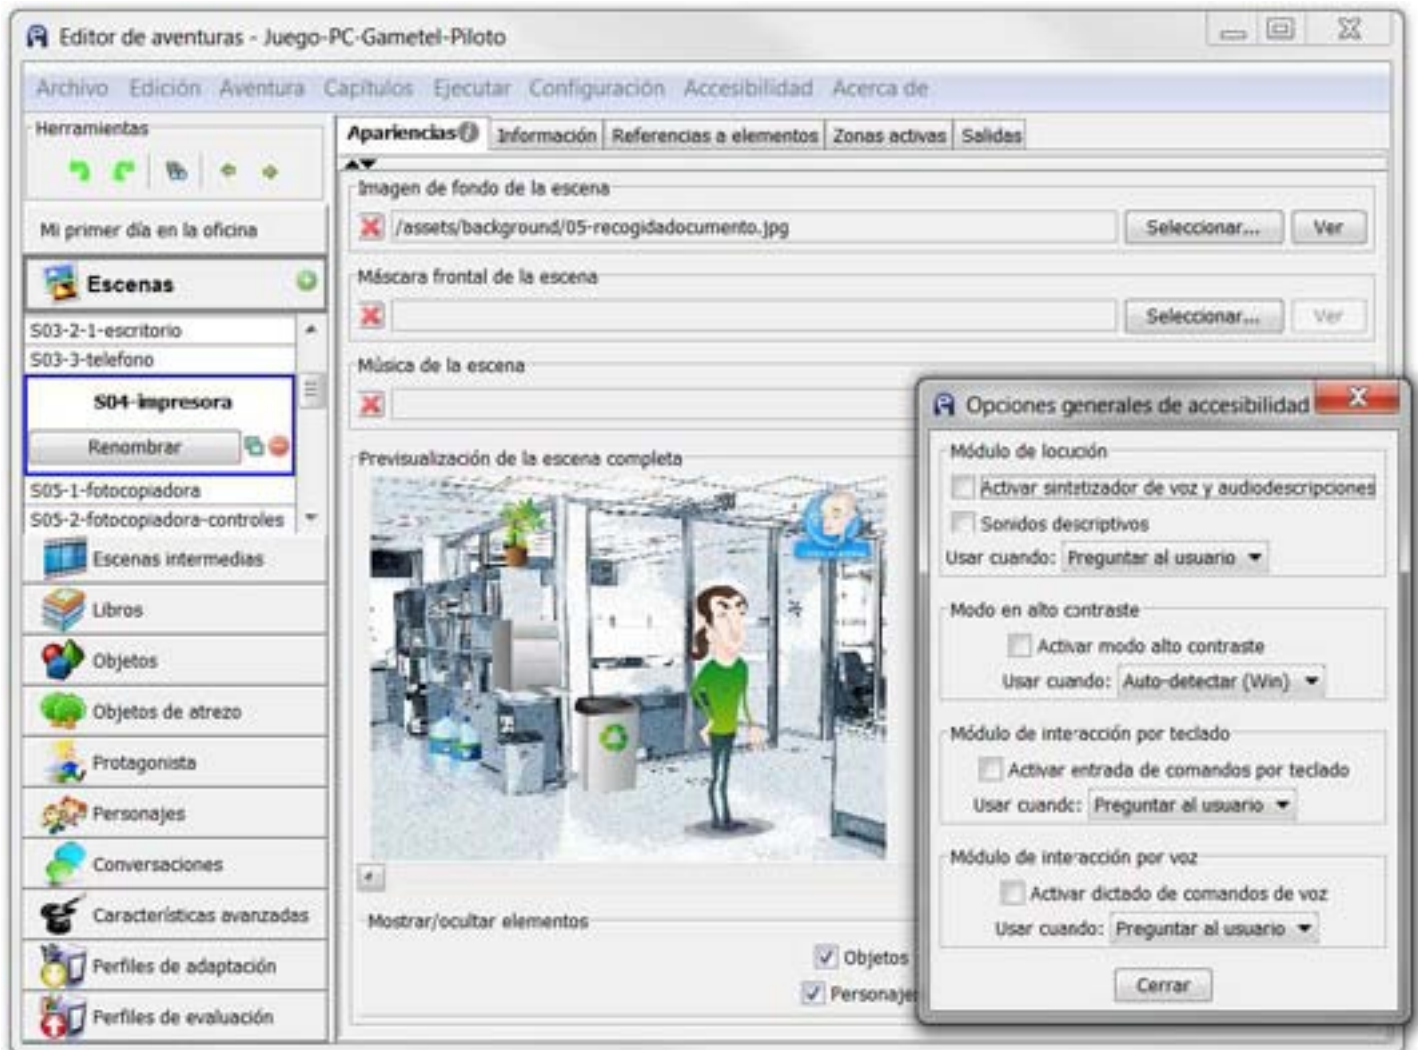 Editor de aventuras - Juego-PC-Gametel-Piloto
Archivo Edición Aventura Capítulos Ejecutar Configuración Accesibilidad Acerca de
Herramientas
Mi primer día en la oficina
Escenas
S03-2-1-escritorio
S03-3-telefono
S04-impresora
Renombrar
S05-1-fotocopiadora
S05-2-fotocopiadora-controles
Escenas intermedias
Libros
Objetos
Objetos de atrezo
Protagonista
Personajes
Conversaciones
Características avanzadas
Perfiles de adaptación
Perfiles de evaluación
Apariencias Información Referencias a elementos Zonas activas Salidas
Imagen de fondo de la escena
/assets/background/05-recogidadocumento.jpg Seleccionar... Ver
Máscara frontal de la escena
Seleccionar... Ver
Música de la escena
Previsualización de la escena completa
Mostrar/ocultar elementos
Objetos
Personaje
Opciones generales de accesibilidad
Módulo de locución
Activar sintetizador de voz y audiodescripciones
Sonidos descriptivos
Usar cuando: Preguntar al usuario
Modo en alto contraste
Activar modo alto contraste
Usar cuando: Auto-detectar (Win)
Módulo de interacción por teclado
Activar entrada de comandos por teclado
Usar cuando: Preguntar al usuario
Módulo de interacción por voz
Activar dictado de comandos de voz
Usar cuando: Preguntar al usuario
Cerrar